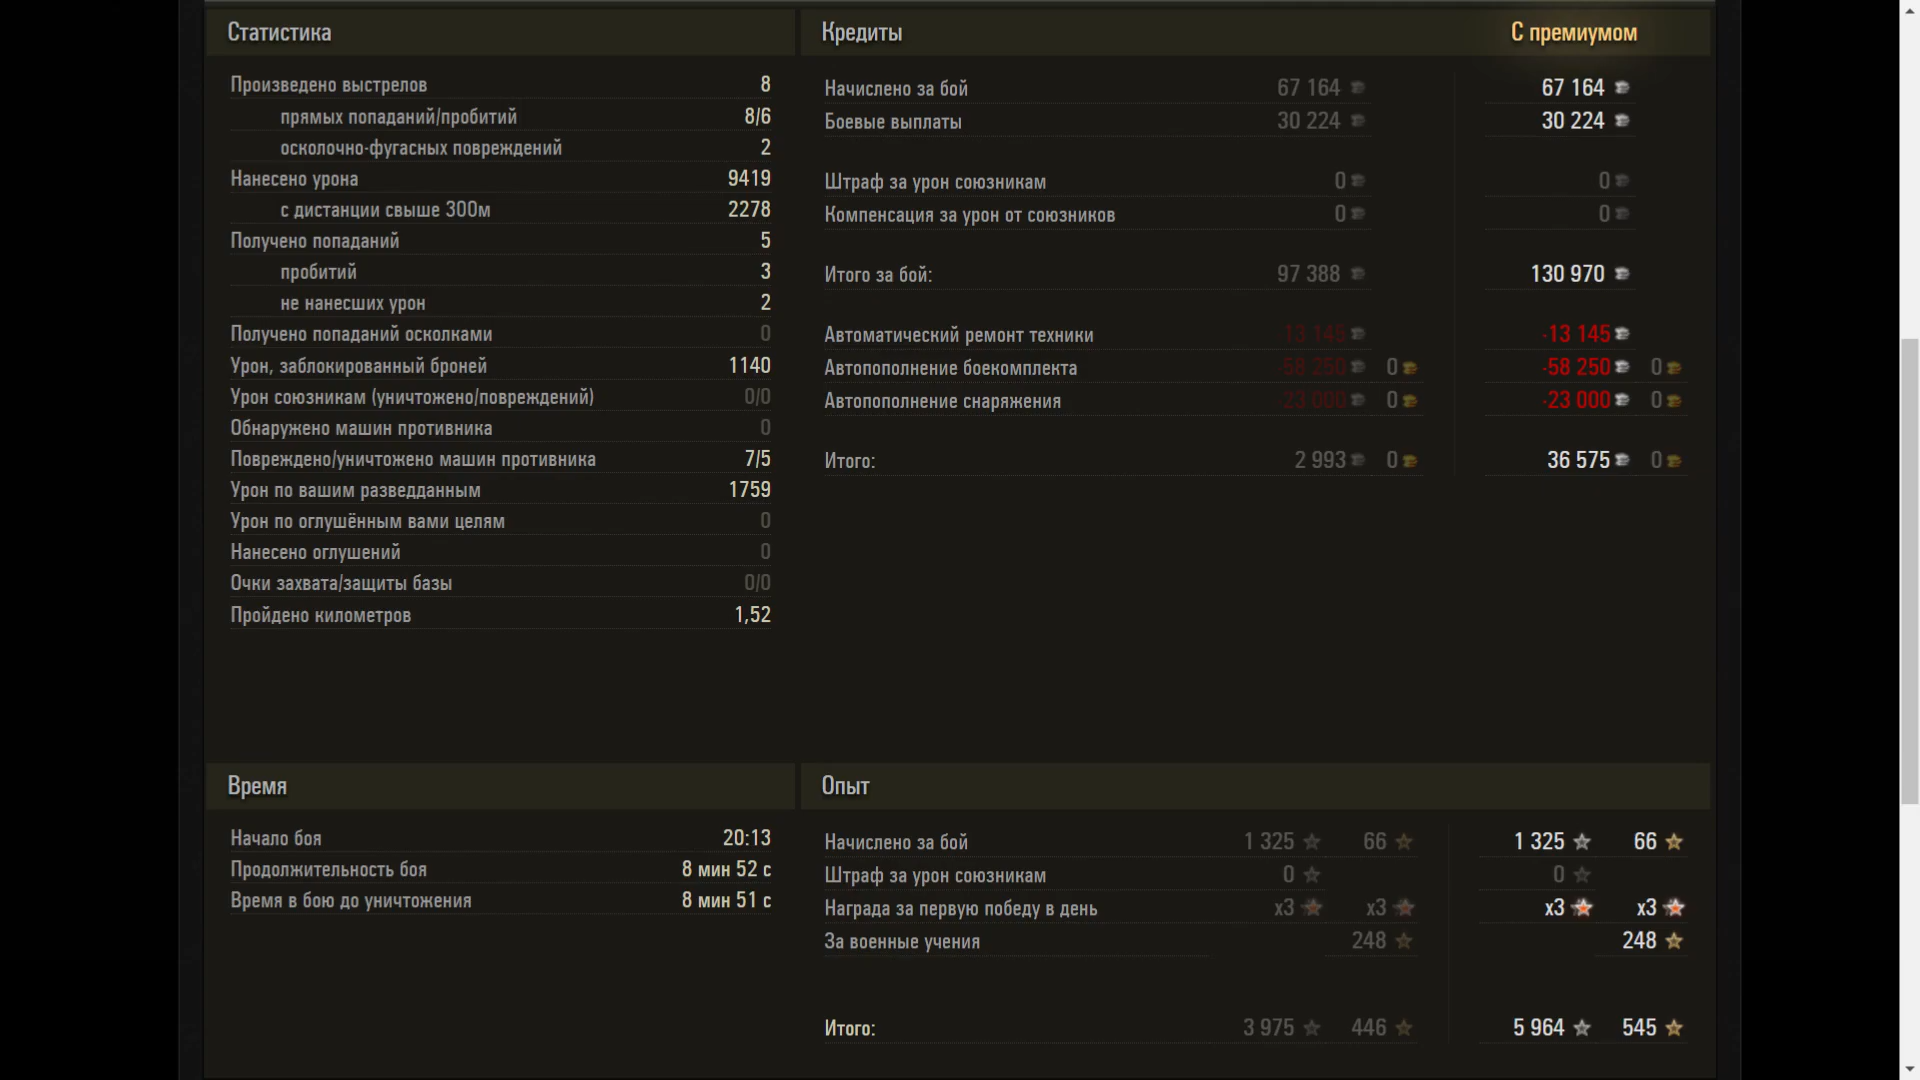 Статистика
Произведено выстрелов 8
прямых попаданий/пробитий 8/6
осколочно-фугасных повреждений 2
Нанесено урона 9419
с дистанции свыше 300м 2278
Получено попаданий 5
пробитий 3
не нанесших урон 2
Получено попаданий осколками 0
Урон, заблокированный броней 1140
Урон союзникам (уничтожено/повреждений) 0/0
Обнаружено машин противника 0
Повреждено/уничтожено машин противника 7/5
Урон по вашим разведданным 1759
Урон по оглушённым вами целям 0
Нанесено оглушений 0
Очки захвата/защиты базы 0/0
Пройдено километров 1,52
Кредиты С премиумом
Начислено за бой 67 164 67 164
Боевые выплаты 30 224 30 224
Штраф за урон союзникам 0 0
Компенсация за урон от союзников 0 0
Итого за бой: 97 388 130 970
Автоматический ремонт техники -13 145 -13 145
Автопополнение боекомплекта -58 250 0 -58 250 0
Автопополнение снаряжения -23 000 0 -23 000 0
Итого: 2 993 0 36 575 0
Время
Начало боя 20:13
Продолжительность боя 8 мин 52 с
Время в бою до уничтожения 8 мин 51 с
Опыт
Начислено за бой 1 325 66 1 325 66
Штраф за урон союзникам 0 0
Награда за первую победу в день x3 x3 x3 x3
За военные учения 248 248
Итого: 3 975 446 5 964 545